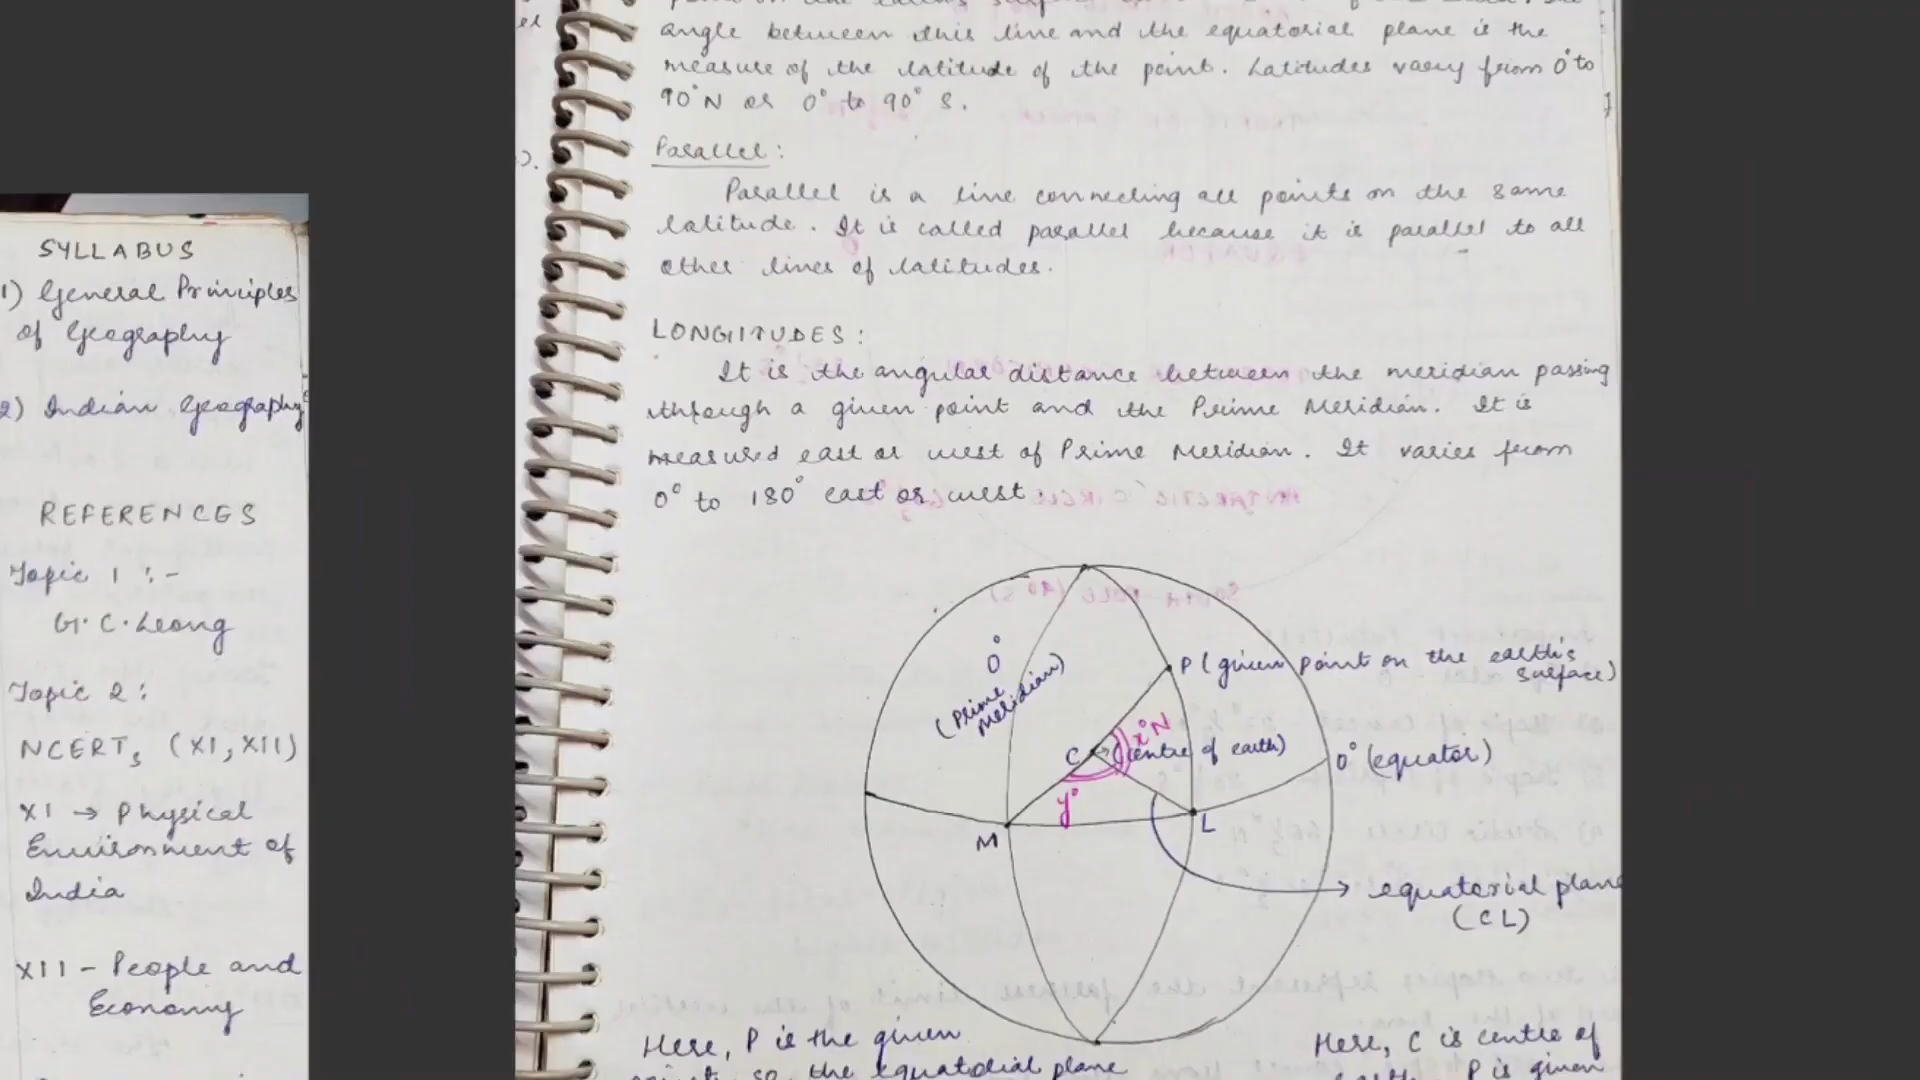 SYLLABUS
1) General Principles
of Geography
2) Indian Geography
REFERENCES
Topic 1 :-
G.C.Leong
Topic 2 :
NCERTs (XI, XII)
XI → Physical
Environment of
India
XII - People and
Economy
angle between this line and the equatorial plane is the
measure of the latitude of the point. Latitudes vary from 0° to
90°N or 0° to 90° S.
Parallel :
Parallel is a line connecting all points on the same
latitude. It is called parallel because it is parallel to all
other lines of latitudes.
LONGITUDES :
It is the angular distance between the meridian passing
through a given point and the Prime Meridian. It is
measured east or west of Prime Meridian. It varies from
0° to 180° east or west.
0°
(Prime
Meridian)
P (given point on the earth's
surface)
x°N
C (centre of earth)
0° (equator)
y°
M
L
equatorial plane
(CL)
Here, P is the given
so the equatorial plane
Here, C is centre of
P is given